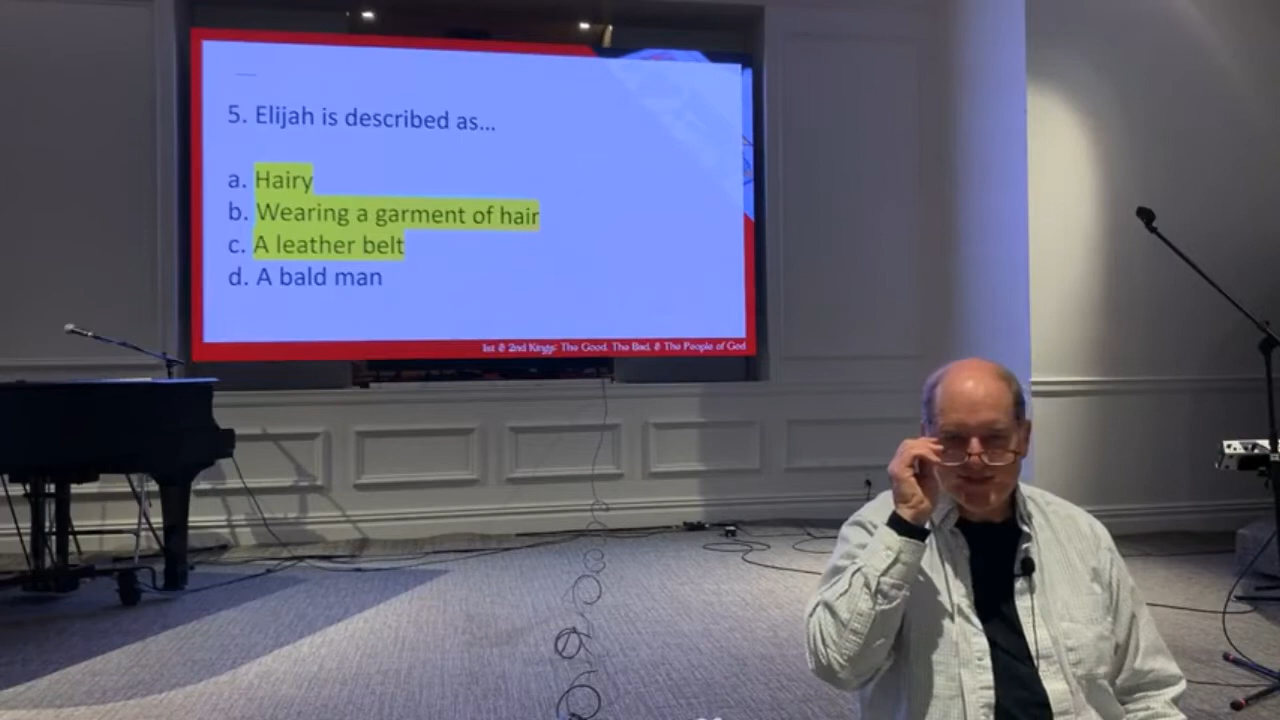 5. Elijah is described as...
a. Hairy
b. Wearing a garment of hair
c. A leather belt
d. A bald man
1st & 2nd Kings: The Good, The Bad, & The People of God